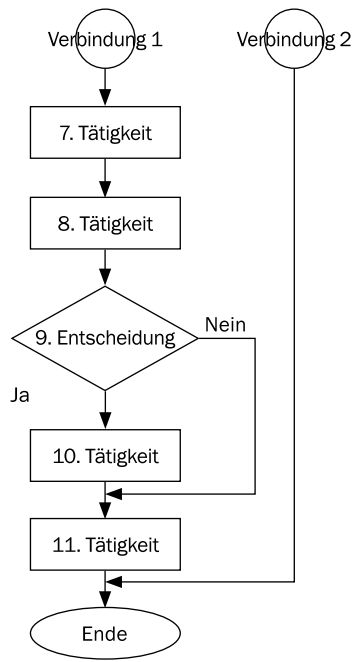 Verbindung 1
Verbindung 2
7. Tätigkeit
8. Tätigkeit
9. Entscheidung
Nein
Ja
10. Tätigkeit
11. Tätigkeit
Ende